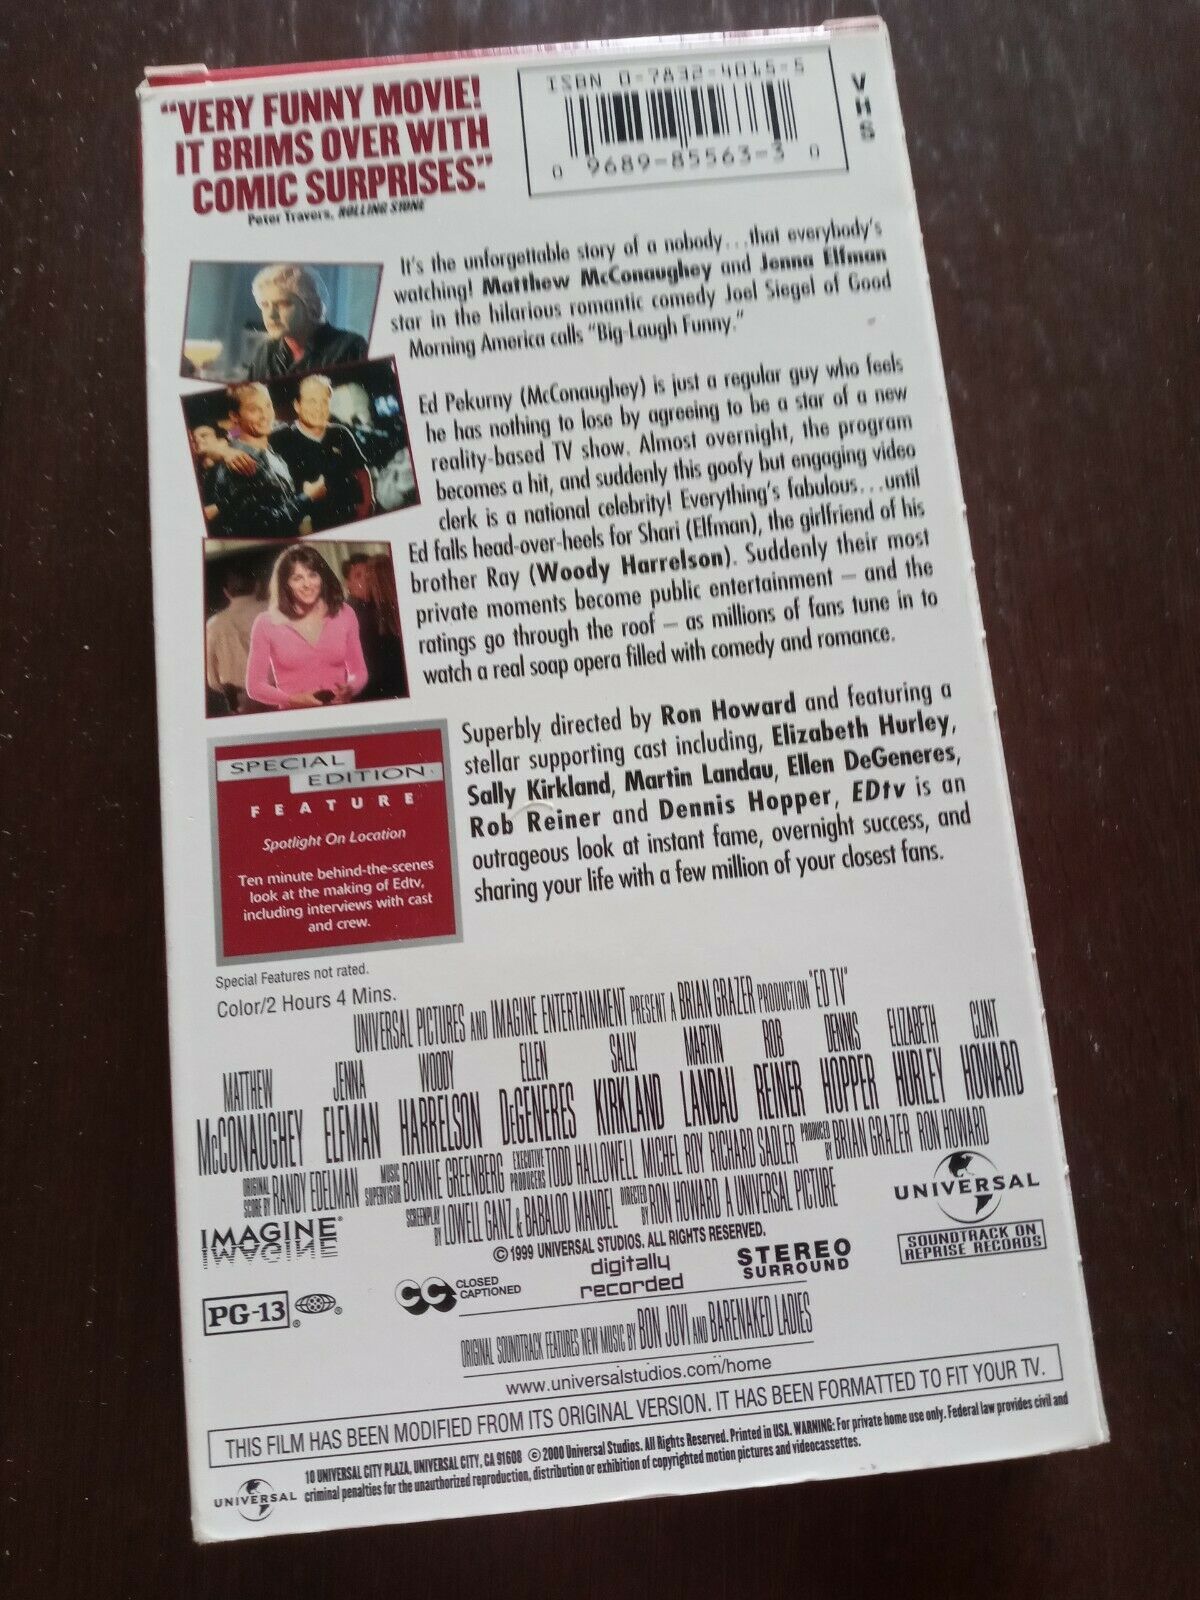 "VERY FUNNY MOVIE!
IT BRIMS OVER WITH
COMIC SURPRISES."
Peter Travers, ROLLING STONE
ISBN 0-7832-4015-5
0 9689-85563-3 0
VHS
It's the unforgettable story of a nobody...that everybody's
watching! Matthew McConaughey and Jenna Elfman
star in the hilarious romantic comedy Joel Siegel of Good
Morning America calls "Big-Laugh Funny."
Ed Pekurny (McConaughey) is just a regular guy who feels
he has nothing to lose by agreeing to be a star of a new
reality-based TV show. Almost overnight, the program
becomes a hit, and suddenly this goofy but engaging video
clerk is a national celebrity! Everything's fabulous...until
Ed falls head-over-heels for Shari (Elfman), the girlfriend of his
brother Ray (Woody Harrelson). Suddenly their most
private moments become public entertainment – and the
ratings go through the roof – as millions of fans tune in to
watch a real soap opera filled with comedy and romance.
Superbly directed by Ron Howard and featuring a
stellar supporting cast including, Elizabeth Hurley,
Sally Kirkland, Martin Landau, Ellen DeGeneres,
Rob Reiner and Dennis Hopper, EDtv is an
outrageous look at instant fame, overnight success, and
sharing your life with a few million of your closest fans.
SPECIAL
EDITION
FEATURE
Spotlight On Location
Ten minute behind-the-scenes
look at the making of Edtv,
including interviews with cast
and crew.
Special Features not rated.
Color/2 Hours 4 Mins.
UNIVERSAL PICTURES AND IMAGINE ENTERTAINMENT PRESENT A BRIAN GRAZER PRODUCTION "ED TV"
MATTHEW McCONAUGHEY JENNA ELFMAN WOODY HARRELSON ELLEN DeGENERES SALLY KIRKLAND MARTIN LANDAU ROB REINER DENNIS HOPPER ELIZABETH HURLEY CLINT HOWARD
ORIGINAL SCORE BY RANDY EDELMAN MUSIC SUPERVISOR BONNIE GREENBERG EXECUTIVE PRODUCERS TODD HALLOWELL MICHEL ROY RICHARD SADLER PRODUCED BY BRIAN GRAZER RON HOWARD
SCREENPLAY BY LOWELL GANZ & BABALOO MANDEL DIRECTED BY RON HOWARD A UNIVERSAL PICTURE
IMAGINE®
©1999 UNIVERSAL STUDIOS. ALL RIGHTS RESERVED.
UNIVERSAL
SOUNDTRACK ON
REPRISE RECORDS
PG-13®
CC CLOSED
CAPTIONED
digitally
recorded
STEREO
SURROUND
ORIGINAL SOUNDTRACK FEATURES NEW MUSIC BY BON JOVI AND BARENAKED LADIES
www.universalstudios.com/home
THIS FILM HAS BEEN MODIFIED FROM ITS ORIGINAL VERSION. IT HAS BEEN FORMATTED TO FIT YOUR TV.
UNIVERSAL
10 UNIVERSAL CITY PLAZA, UNIVERSAL CITY, CA 91608 ©2000 Universal Studios. All Rights Reserved. Printed in USA. WARNING: For private home use only. Federal law provides civil and
criminal penalties for the unauthorized reproduction, distribution or exhibition of copyrighted motion pictures and videocassettes.